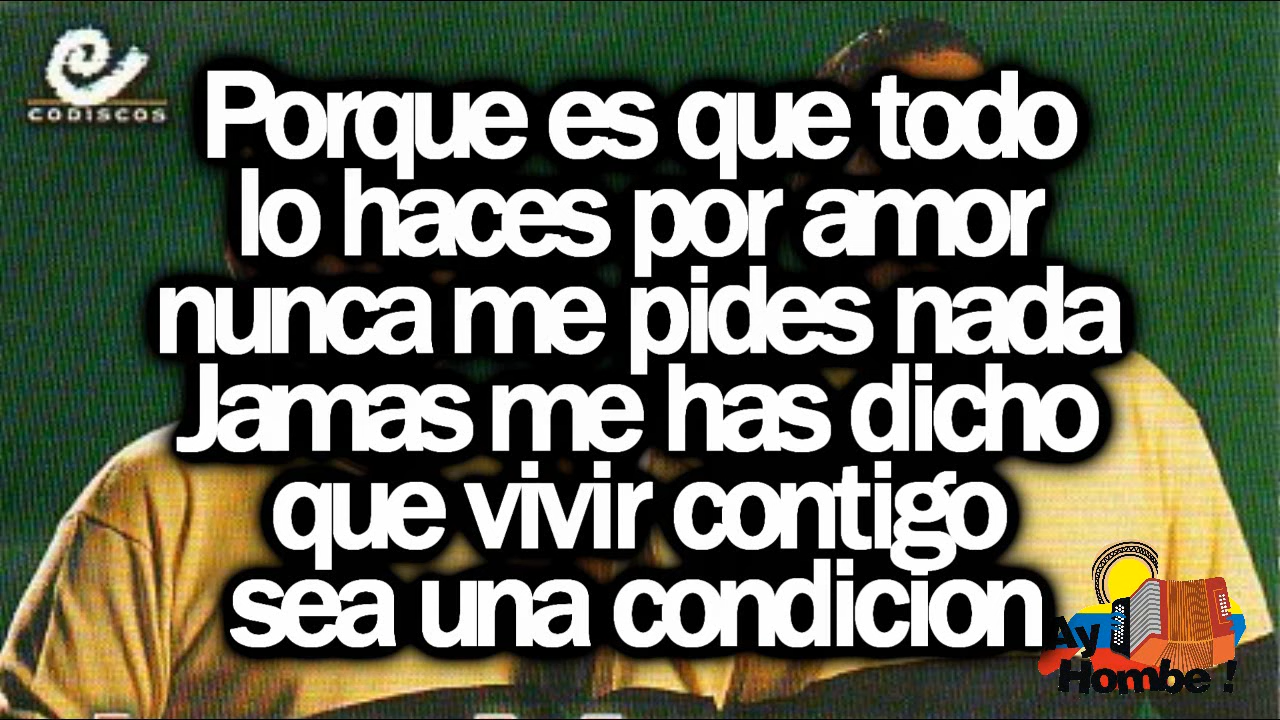 CODISCOS
Porque es que todo
lo haces por amor
nunca me pides nada
Jamas me has dicho
que vivir contigo
sea una condicion
Ay
Hombe !